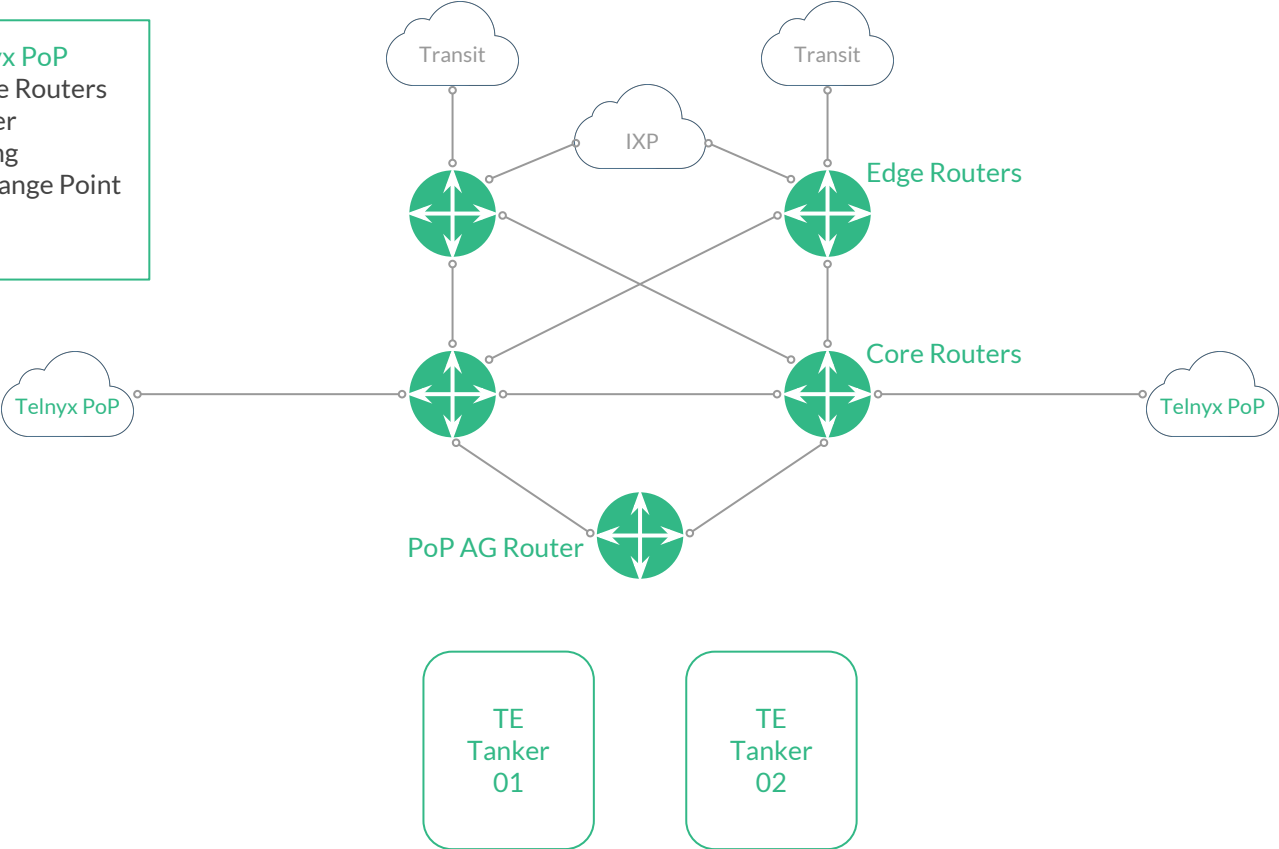 Transit
Transit
x PoP
e Routers
er
ng
ange Point
IXP
Edge Routers
Core Routers
Telnyx PoP
Telnyx PoP
PoP AG Router
TE
Tanker
01
TE
Tanker
02